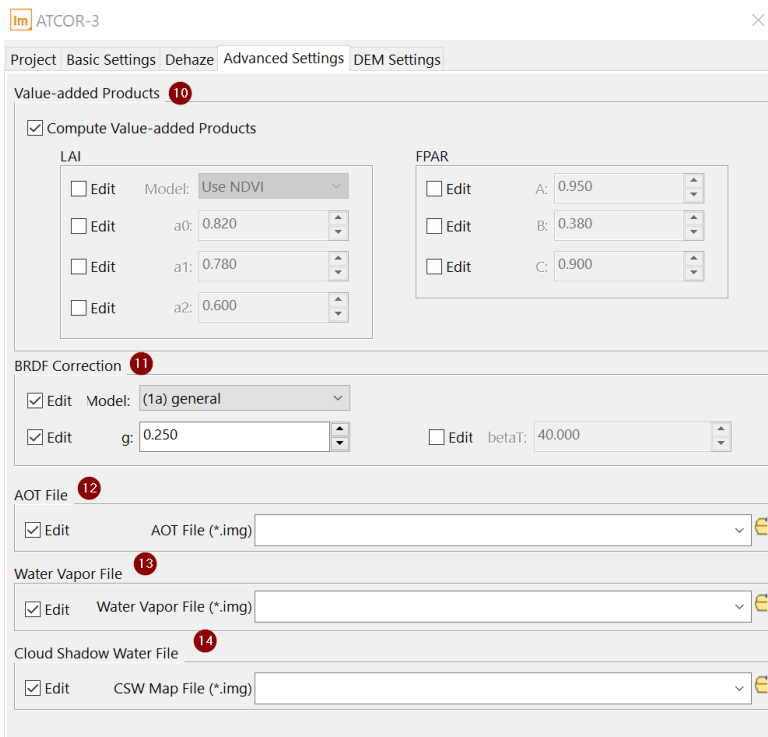 Im ATCOR-3
Project Basic Settings Dehaze Advanced Settings DEM Settings
Value-added Products 10
Compute Value-added Products
LAI FPAR
Edit Model: Use NDVI Edit A: 0.950
Edit a0: 0.820 Edit B: 0.380
Edit a1: 0.780 Edit C: 0.900
Edit a2: 0.600
BRDF Correction 11
Edit Model: (1a) general
Edit g: 0.250 Edit betaT: 40.000
AOT File 12
Edit AOT File (*.img)
Water Vapor File 13
Edit Water Vapor File (*.img)
Cloud Shadow Water File 14
Edit CSW Map File (*.img)